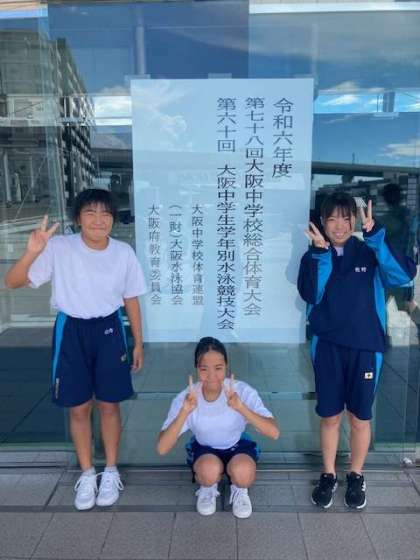 令和六年度
第七十八回大阪中学校総合体育大会
第六十回　大阪中学生学年別水泳競技大会
大阪中学校体育連盟
(一財)大阪水泳協会
大阪府教育委員会